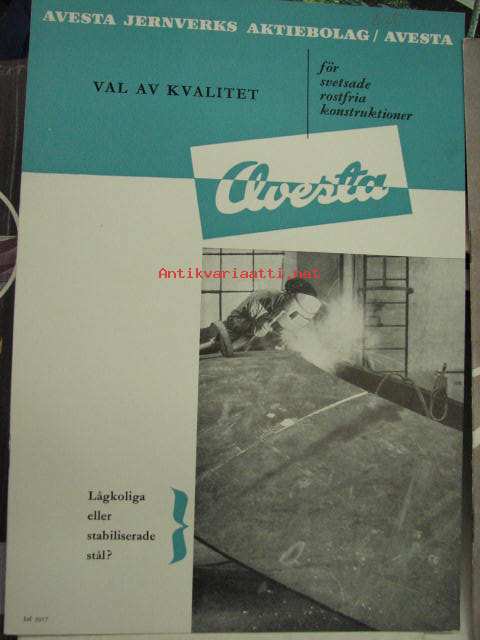 AVESTA JERNVERKS AKTIEBOLAG / AVESTA
VAL AV KVALITET
för
svetsade
rostfria
konstruktioner
Avesta
Antikvariaatti.net
Lågkoliga
eller
stabiliserade
stål?